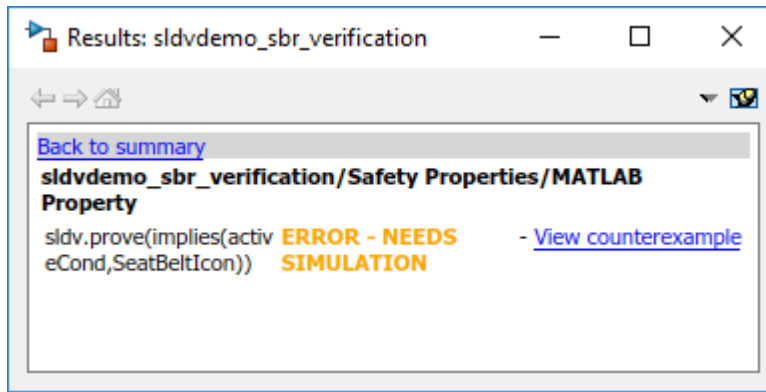 Results: sldvdemo_sbr_verification
Back to summary
sldvdemo_sbr_verification/Safety Properties/MATLAB
Property
sldv.prove(implies(activ ERROR - NEEDS - View counterexample
eCond,SeatBeltIcon)) SIMULATION